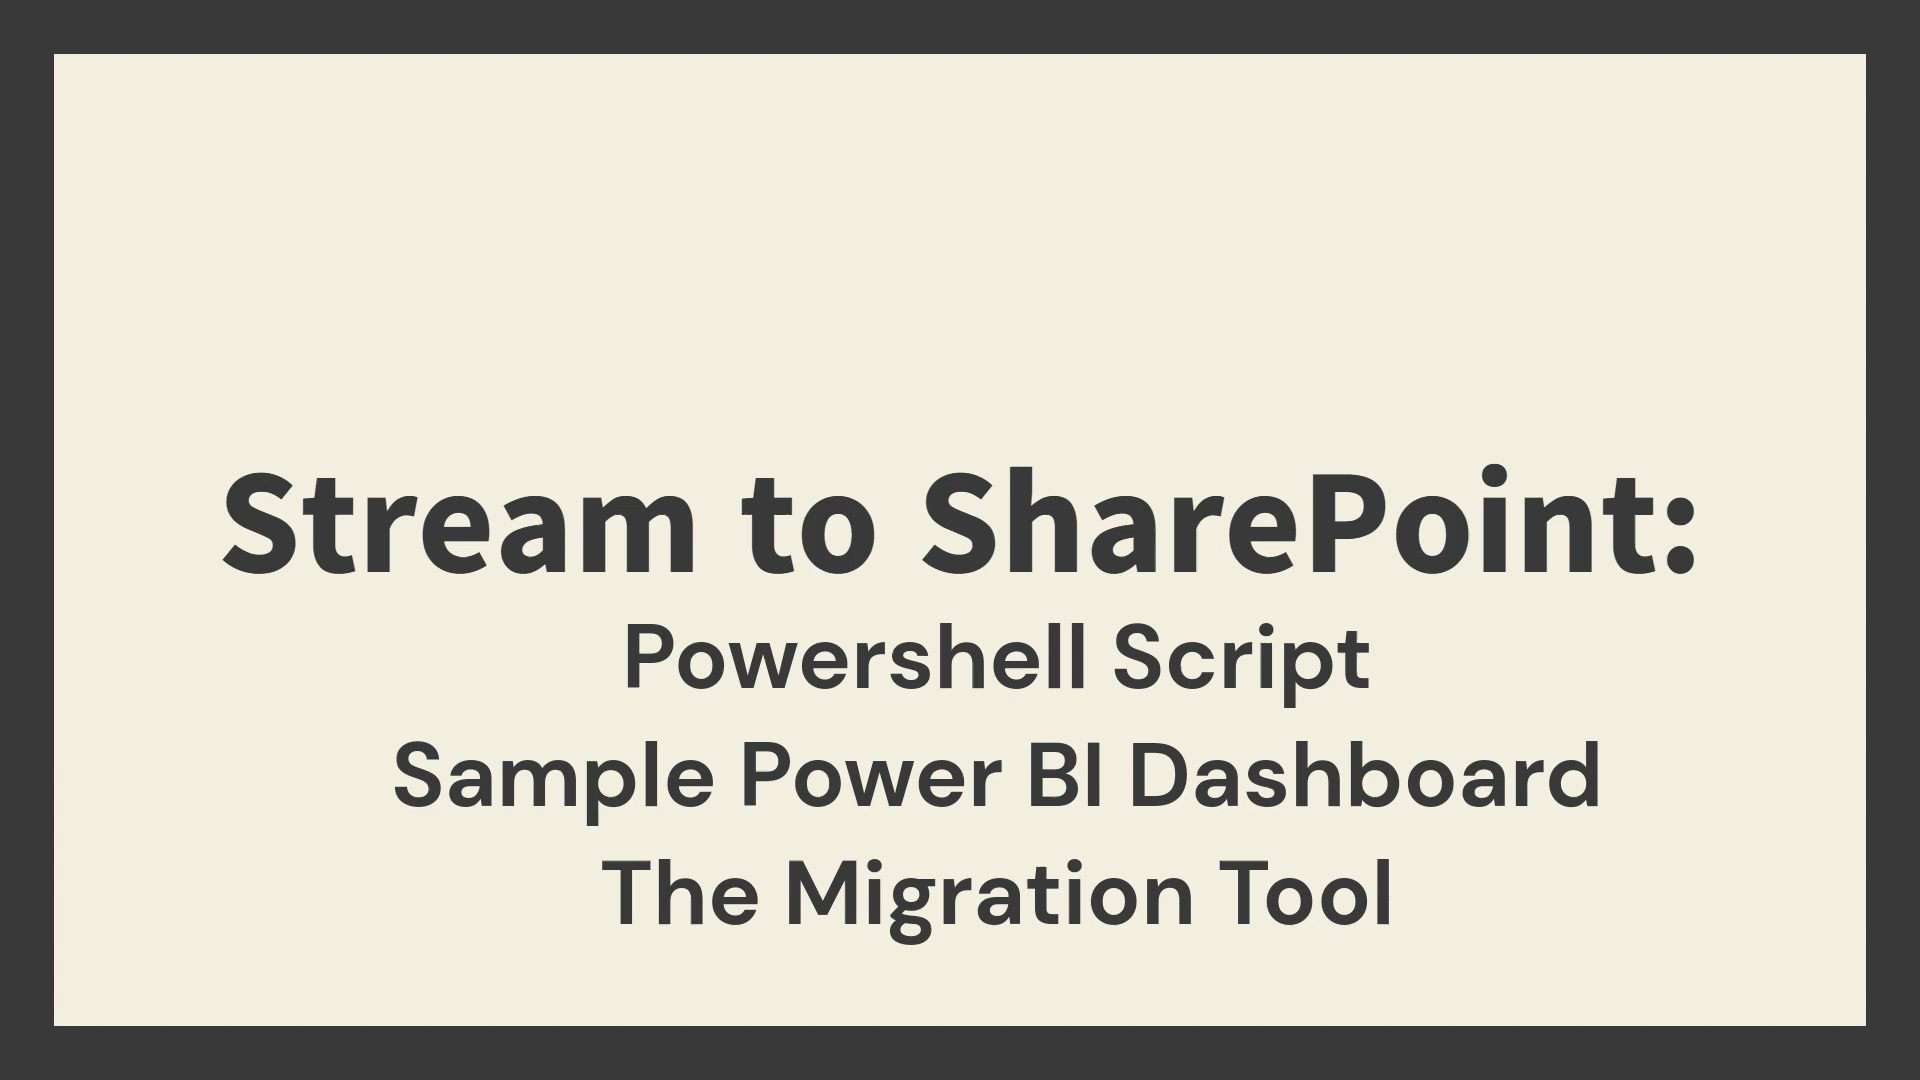 Stream to SharePoint:
Powershell Script
Sample Power BI Dashboard
The Migration Tool